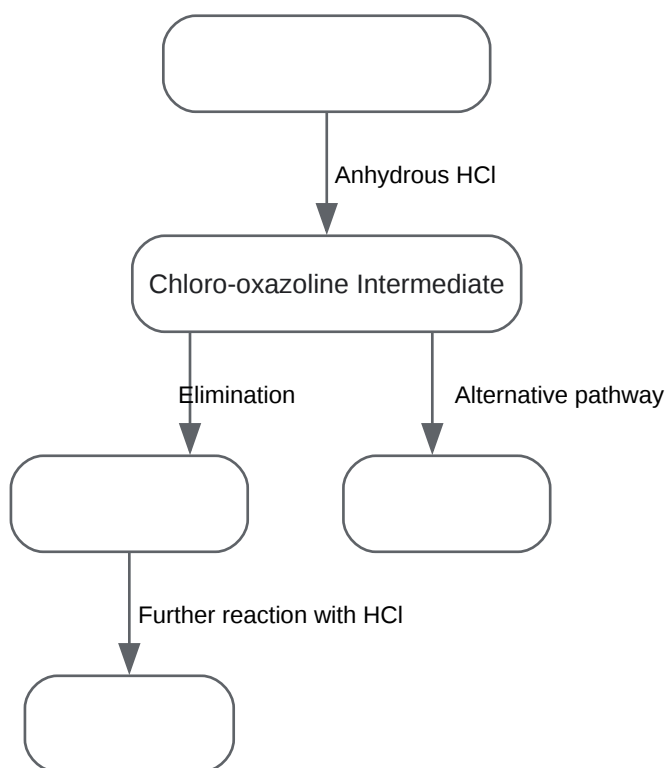 Anhydrous HCl
Chloro-oxazoline Intermediate
Elimination
Alternative pathway
Further reaction with HCl